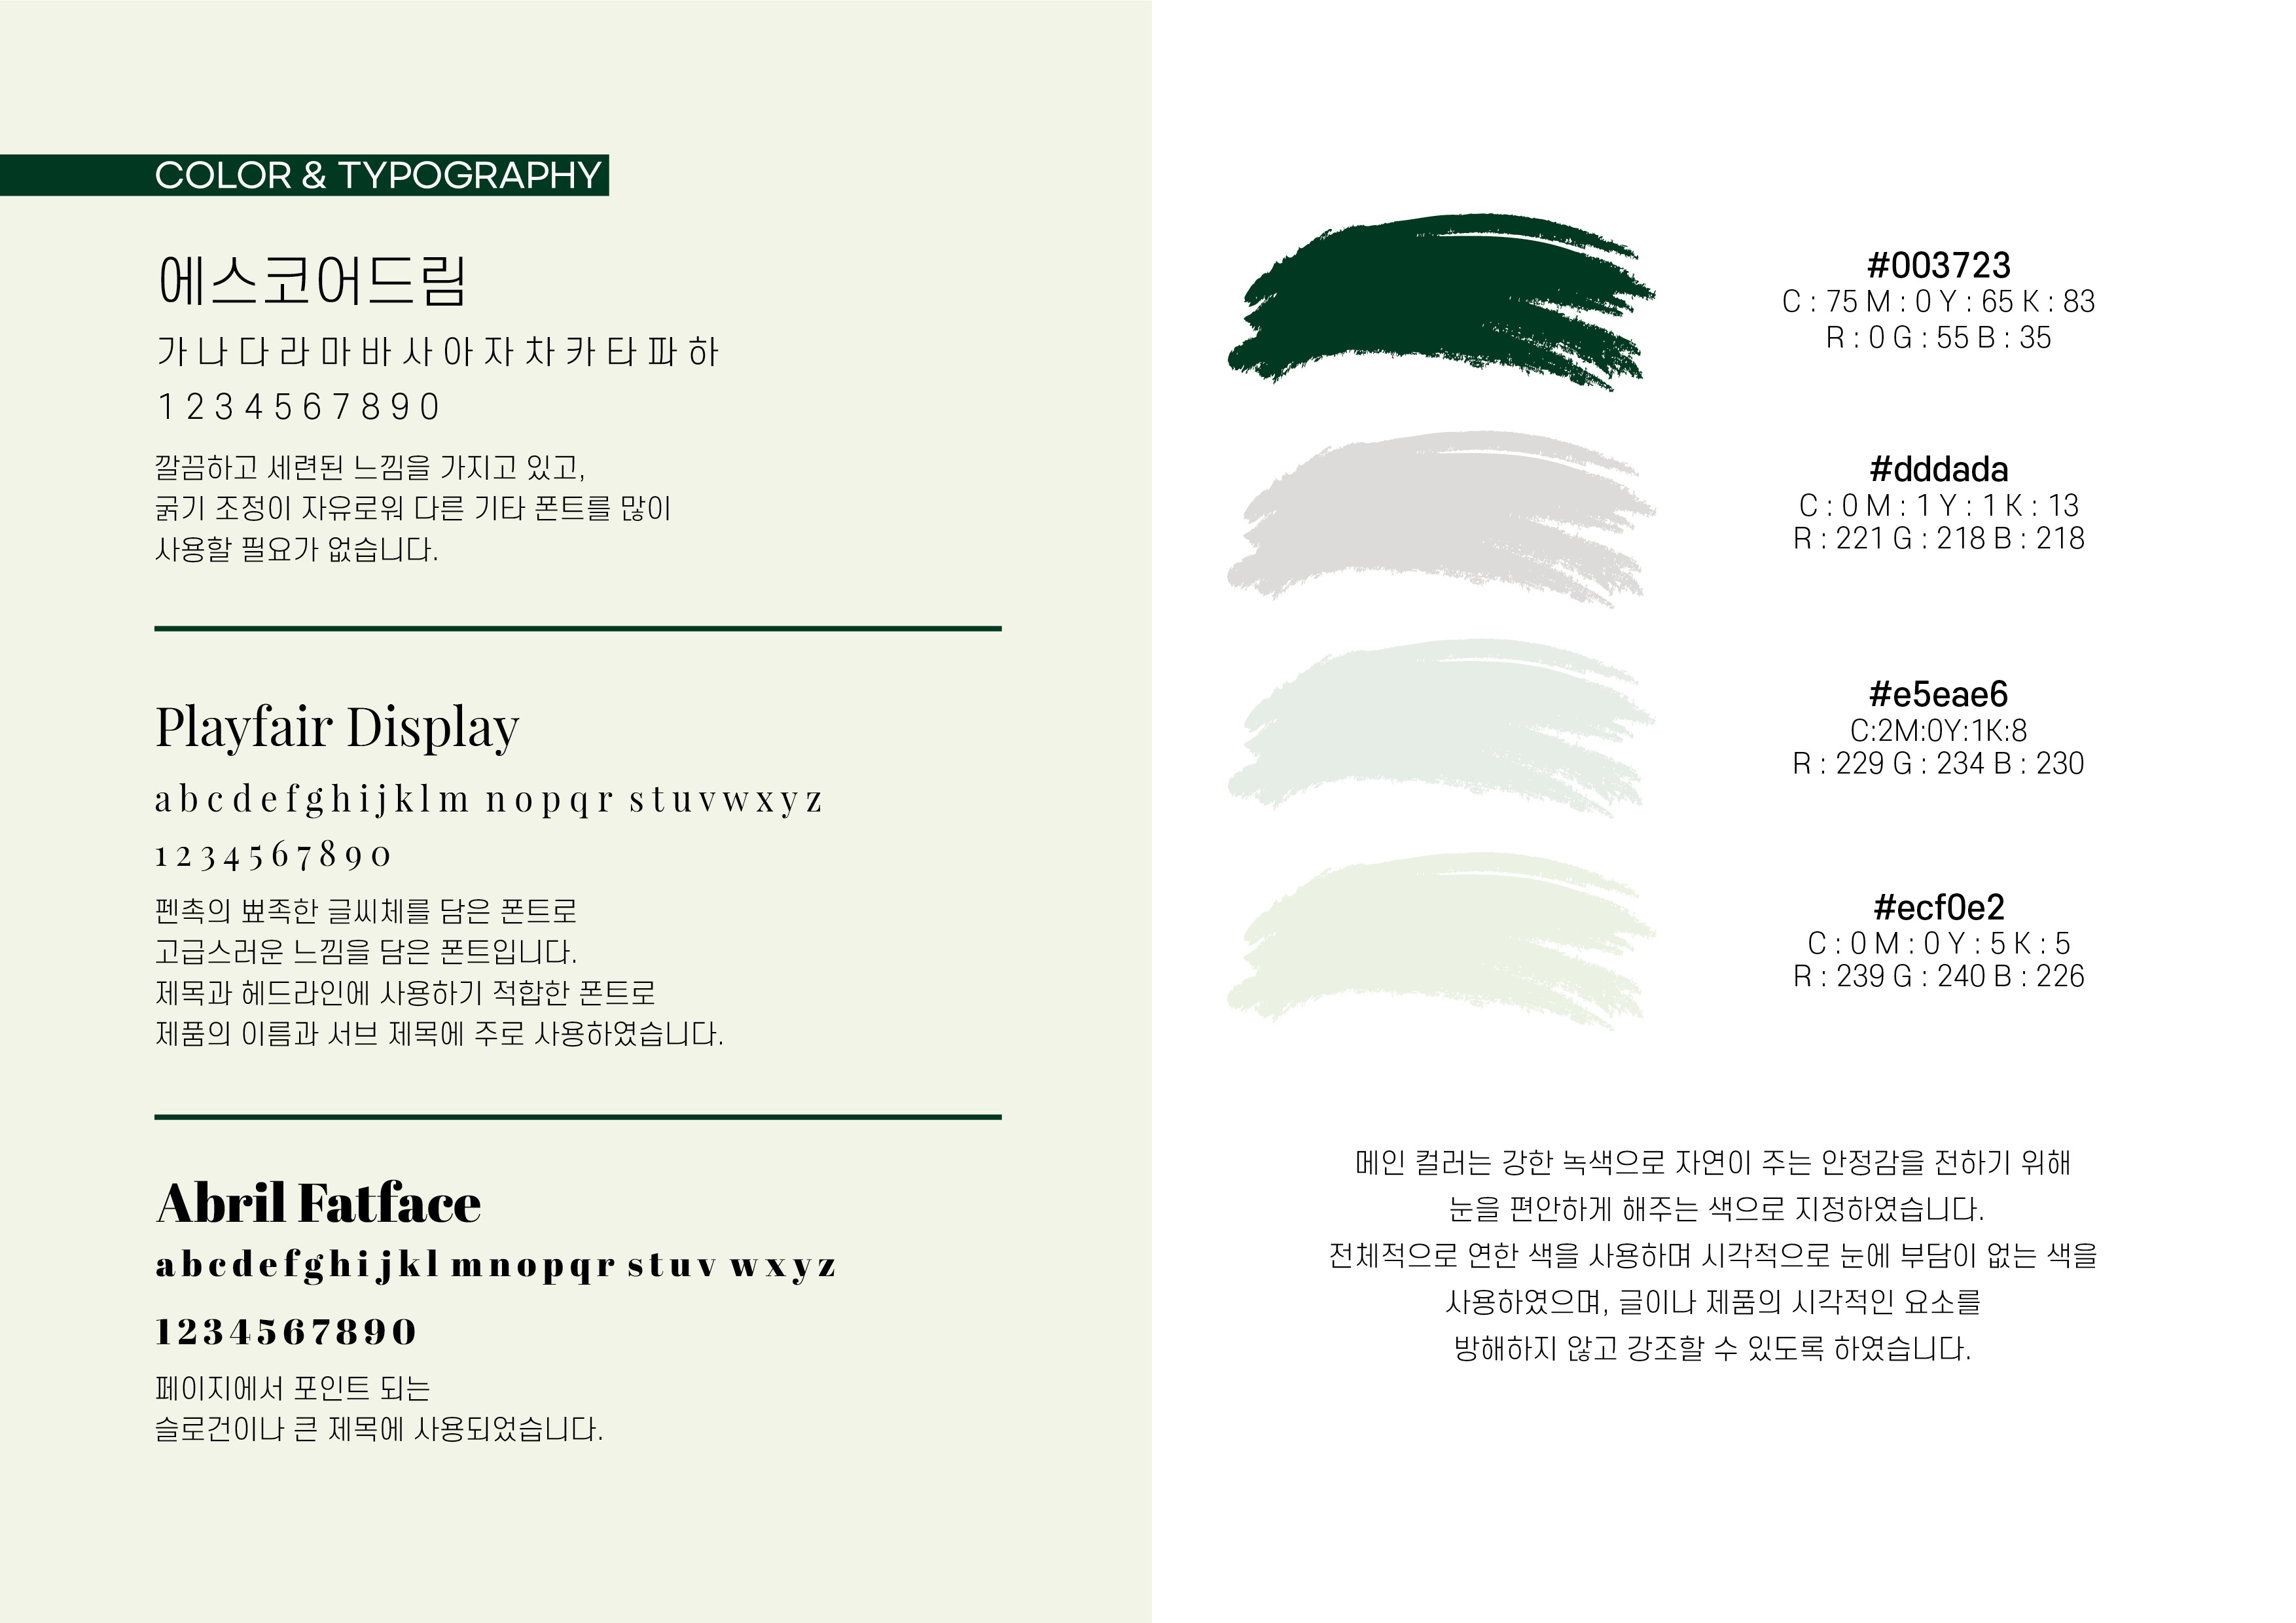 COLOR & TYPOGRAPHY
에스코어드림
가 나 다 라 마 바 사 아 자 차 카 타 파 하
1 2 3 4 5 6 7 8 9 0
깔끔하고 세련된 느낌을 가지고 있고,
굵기 조정이 자유로워 다른 기타 폰트를 많이
사용할 필요가 없습니다.
Playfair Display
a b c d e f g h i j k l m n o p q r s t u v w x y z
1 2 3 4 5 6 7 8 9 0
펜촉의 뾰족한 글씨체를 담은 폰트로
고급스러운 느낌을 담은 폰트입니다.
제목과 헤드라인에 사용하기 적합한 폰트로
제품의 이름과 서브 제목에 주로 사용하였습니다.
Abril Fatface
a b c d e f g h i j k l m n o p q r s t u v w x y z
1 2 3 4 5 6 7 8 9 0
페이지에서 포인트 되는
슬로건이나 큰 제목에 사용되었습니다.
#003723
C : 75 M : 0 Y : 65 K : 83
R : 0 G : 55 B : 35
#dddada
C : 0 M : 1 Y : 1 K : 13
R : 221 G : 218 B : 218
#e5eae6
C:2M:0Y:1K:8
R : 229 G : 234 B : 230
#ecf0e2
C : 0 M : 0 Y : 5 K : 5
R : 239 G : 240 B : 226
메인 컬러는 강한 녹색으로 자연이 주는 안정감을 전하기 위해
눈을 편안하게 해주는 색으로 지정하였습니다.
전체적으로 연한 색을 사용하며 시각적으로 눈에 부담이 없는 색을
사용하였으며, 글이나 제품의 시각적인 요소를
방해하지 않고 강조할 수 있도록 하였습니다.